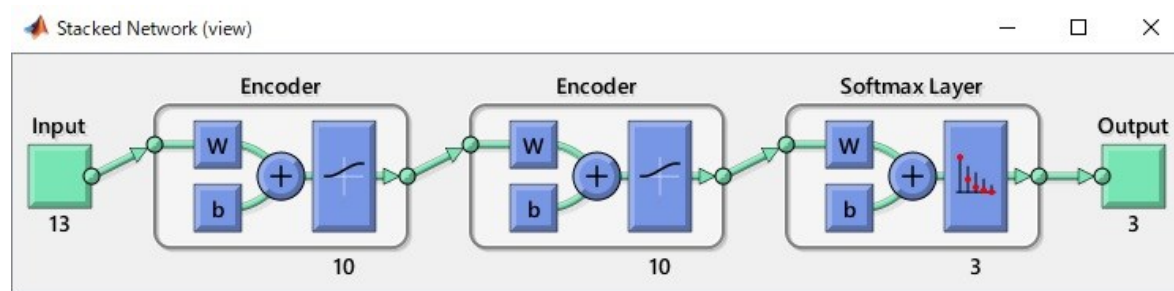 Stacked Network (view)
Encoder Encoder Softmax Layer
Input Output
W W W
b b b
13 3
10 10 3